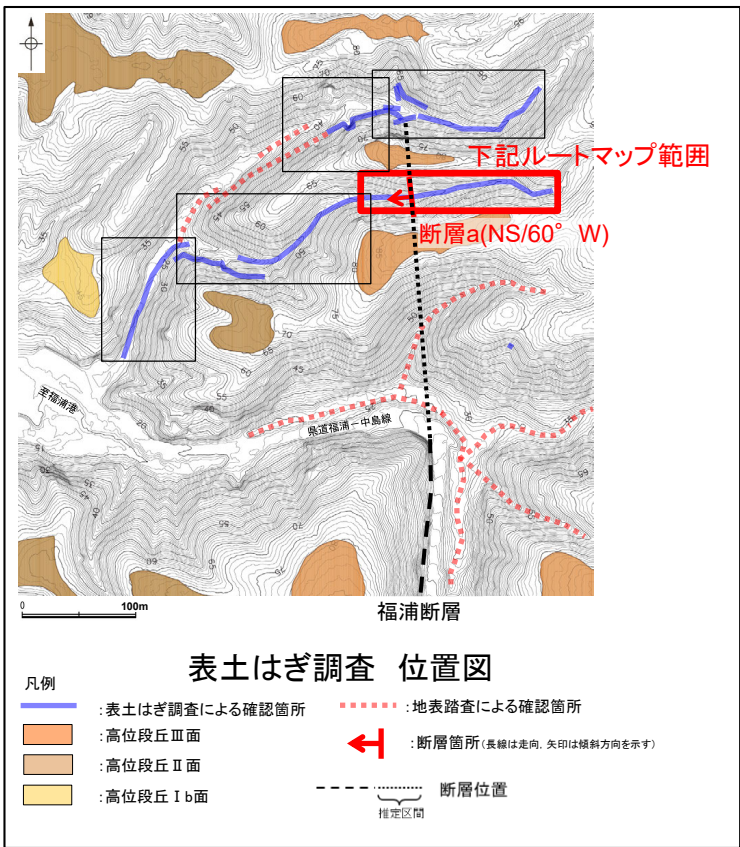 下記ルートマップ範囲
断層a(NS/60° W)
至福浦港
県道福浦－中島線
0 100m
福浦断層
表土はぎ調査 位置図
凡例
:表土はぎ調査による確認箇所
:地表踏査による確認箇所
:高位段丘Ⅲ面
:断層箇所(長線は走向，矢印は傾斜方向を示す)
:高位段丘Ⅱ面
:高位段丘Ⅰb面
断層位置
推定区間